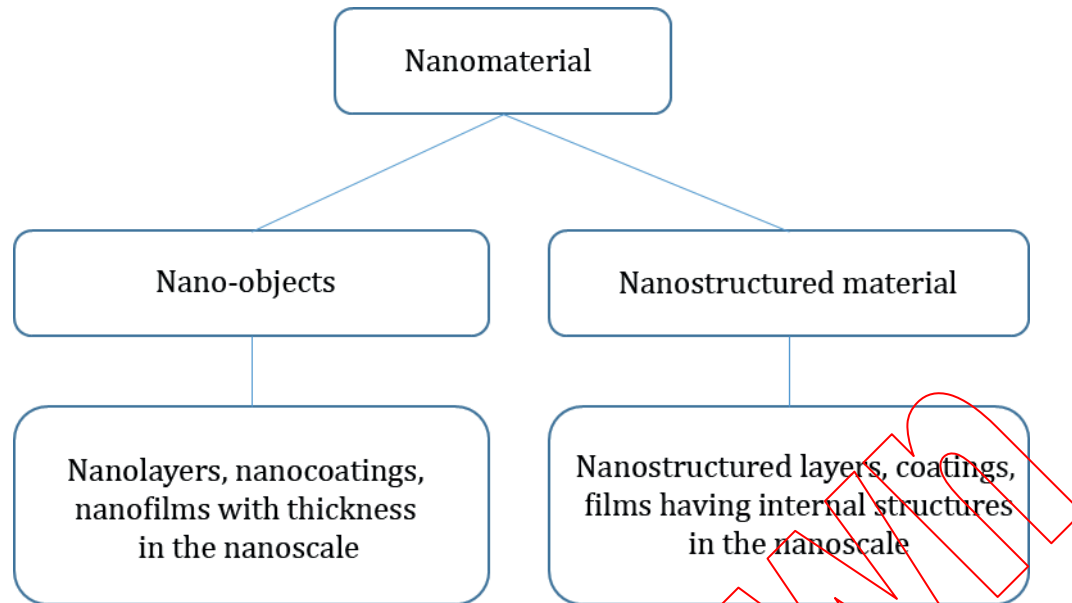 Nanomaterial
Nano-objects
Nanostructured material
Nanolayers, nanocoatings,
nanofilms with thickness
in the nanoscale
Nanostructured layers, coatings,
films having internal structures
in the nanoscale